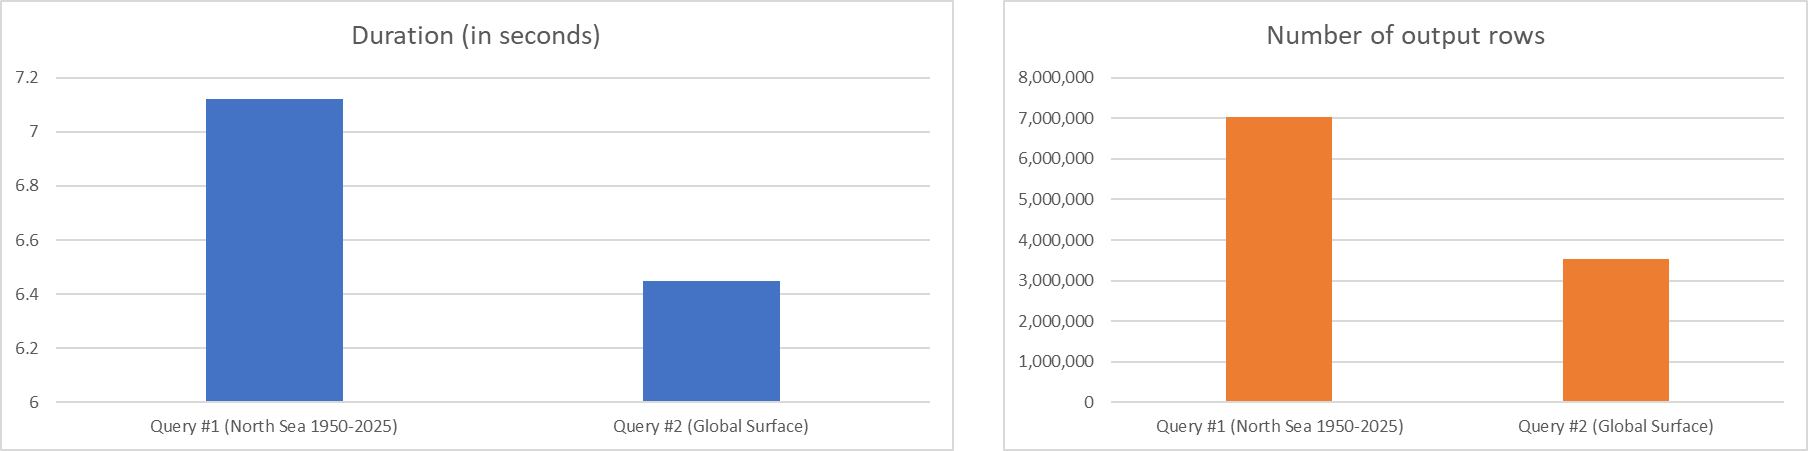 Duration (in seconds)
7.2
7
6.8
6.6
6.4
6.2
6
Query #1 (North Sea 1950-2025)
Query #2 (Global Surface)
Number of output rows
8,000,000
7,000,000
6,000,000
5,000,000
4,000,000
3,000,000
2,000,000
1,000,000
0
Query #1 (North Sea 1950-2025)
Query #2 (Global Surface)